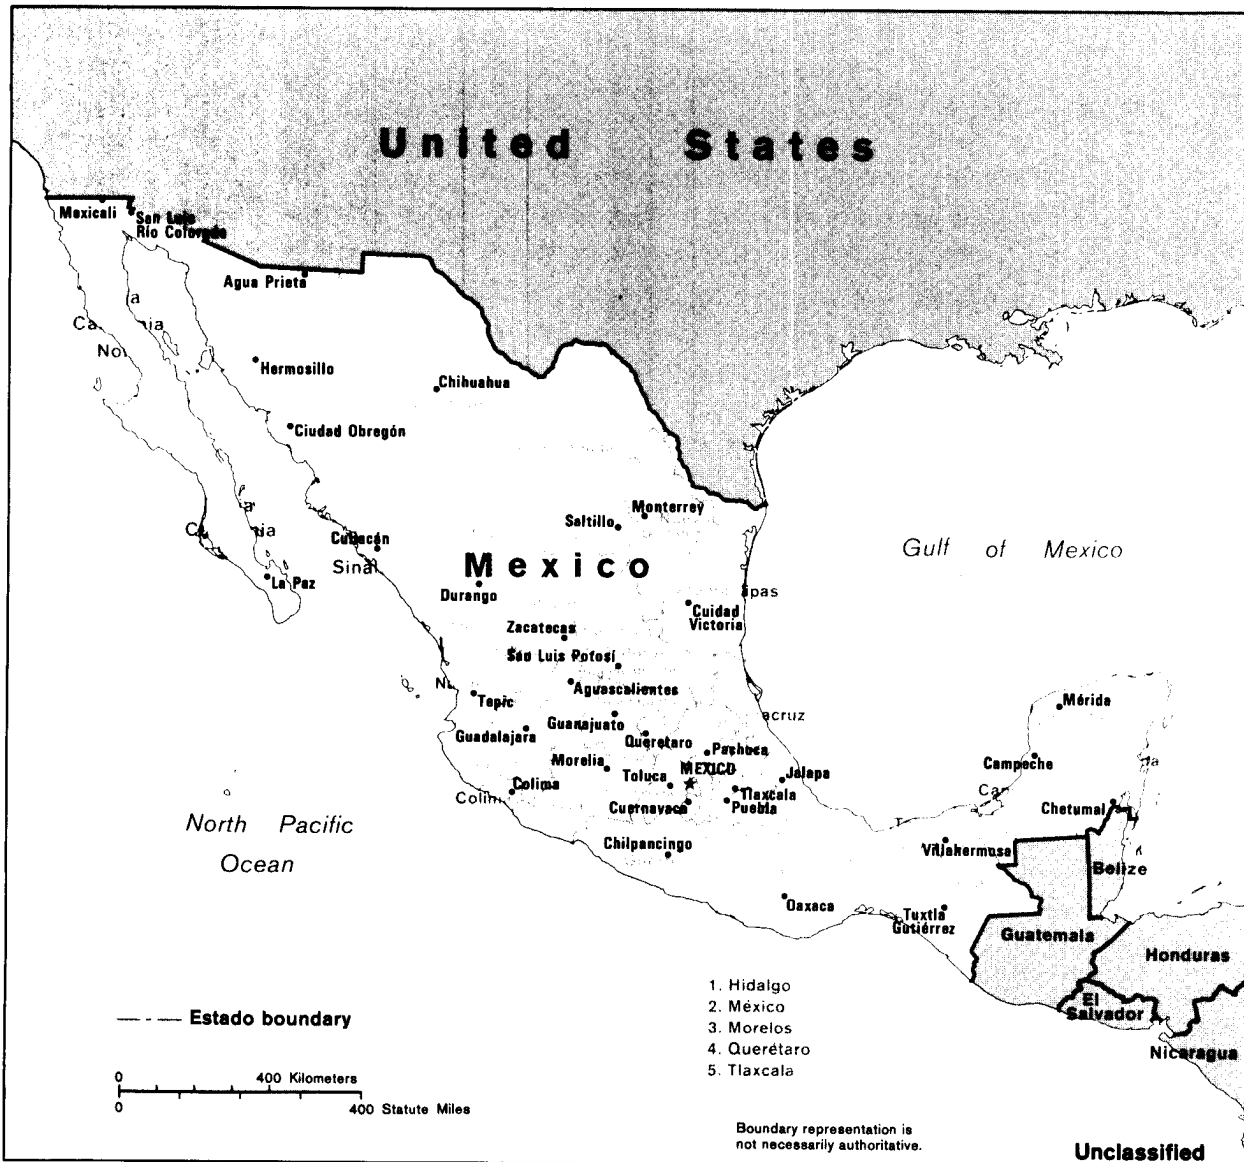 United States
Mexicali
San Luis
Río Colorado
Agua Prieta
Hermosillo
Chihuahua
Ciudad Obregón
Monterrey
Saltillo
Gulf of Mexico
Culiacán
Mexico
La Paz
Durango
Cuidad
Victoria
Zacatecas
San Luis Potosí
Aguascalientes
Tepic
Mérida
Guanajuato
Guadalajara
Querétaro
Pachuca
Morelia
MEXICO
Campeche
Toluca
Jalapa
Colima
Tlaxcala
Cuernavaca
Puebla
Chetumal
North Pacific
Ocean
Chilpancingo
Villahermosa
Belize
Oaxaca
Tuxtla
Gutiérrez
Guatemala
Honduras
1. Hidalgo
2. México
3. Morelos
4. Querétaro
5. Tlaxcala
El
Salvador
Estado boundary
Nicaragua
0 400 Kilometers
0 400 Statute Miles
Boundary representation is
not necessarily authoritative.
Unclassified